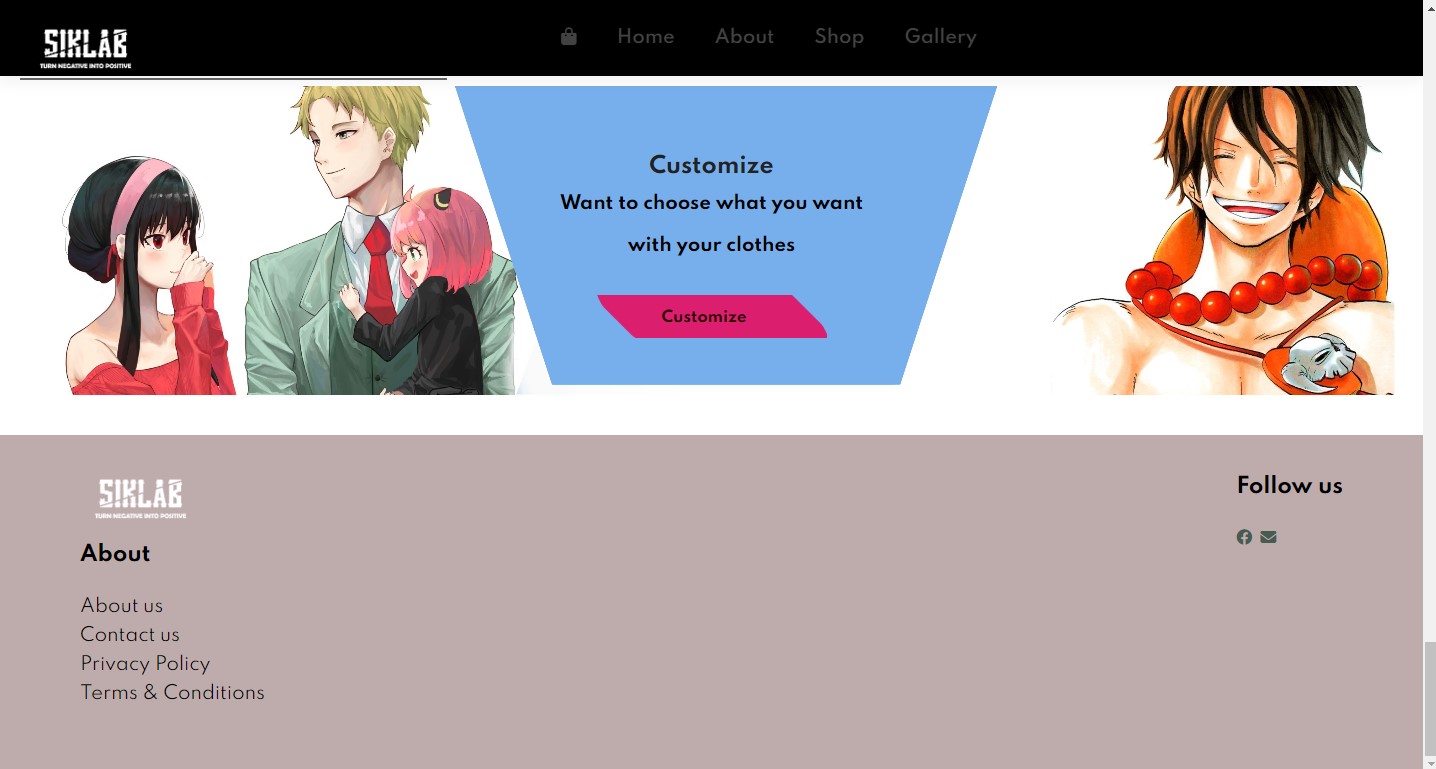 SIKLAB
TURN NEGATIVE INTO POSITIVE
Home
About
Shop
Gallery
Customize
Want to choose what you want
with your clothes
Customize
SIKLAB
TURN NEGATIVE INTO POSITIVE
Follow us
About
About us
Contact us
Privacy Policy
Terms & Conditions